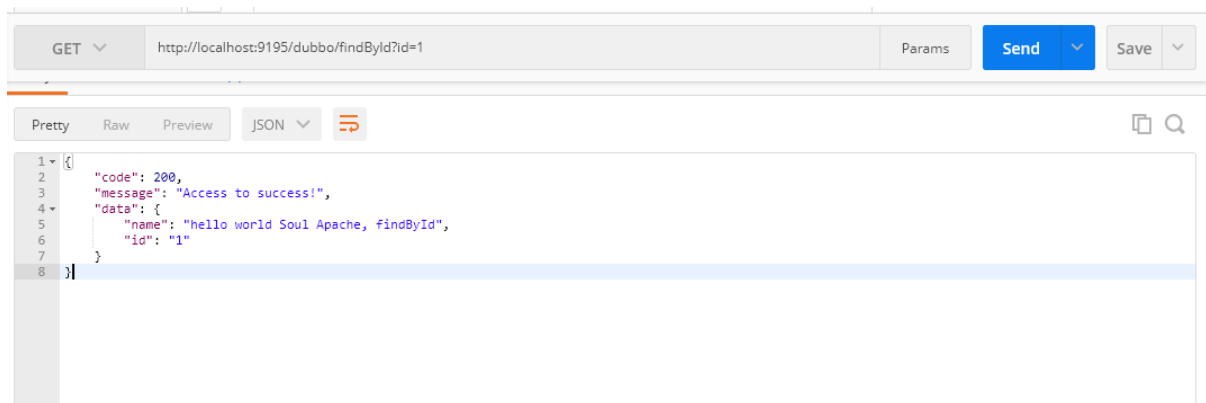 GET http://localhost:9195/dubbo/findById?id=1 Params Send Save
Pretty Raw Preview JSON
1 {
2 "code": 200,
3 "message": "Access to success!",
4 "data": {
5 "name": "hello world Soul Apache, findById",
6 "id": "1"
7 }
8 }